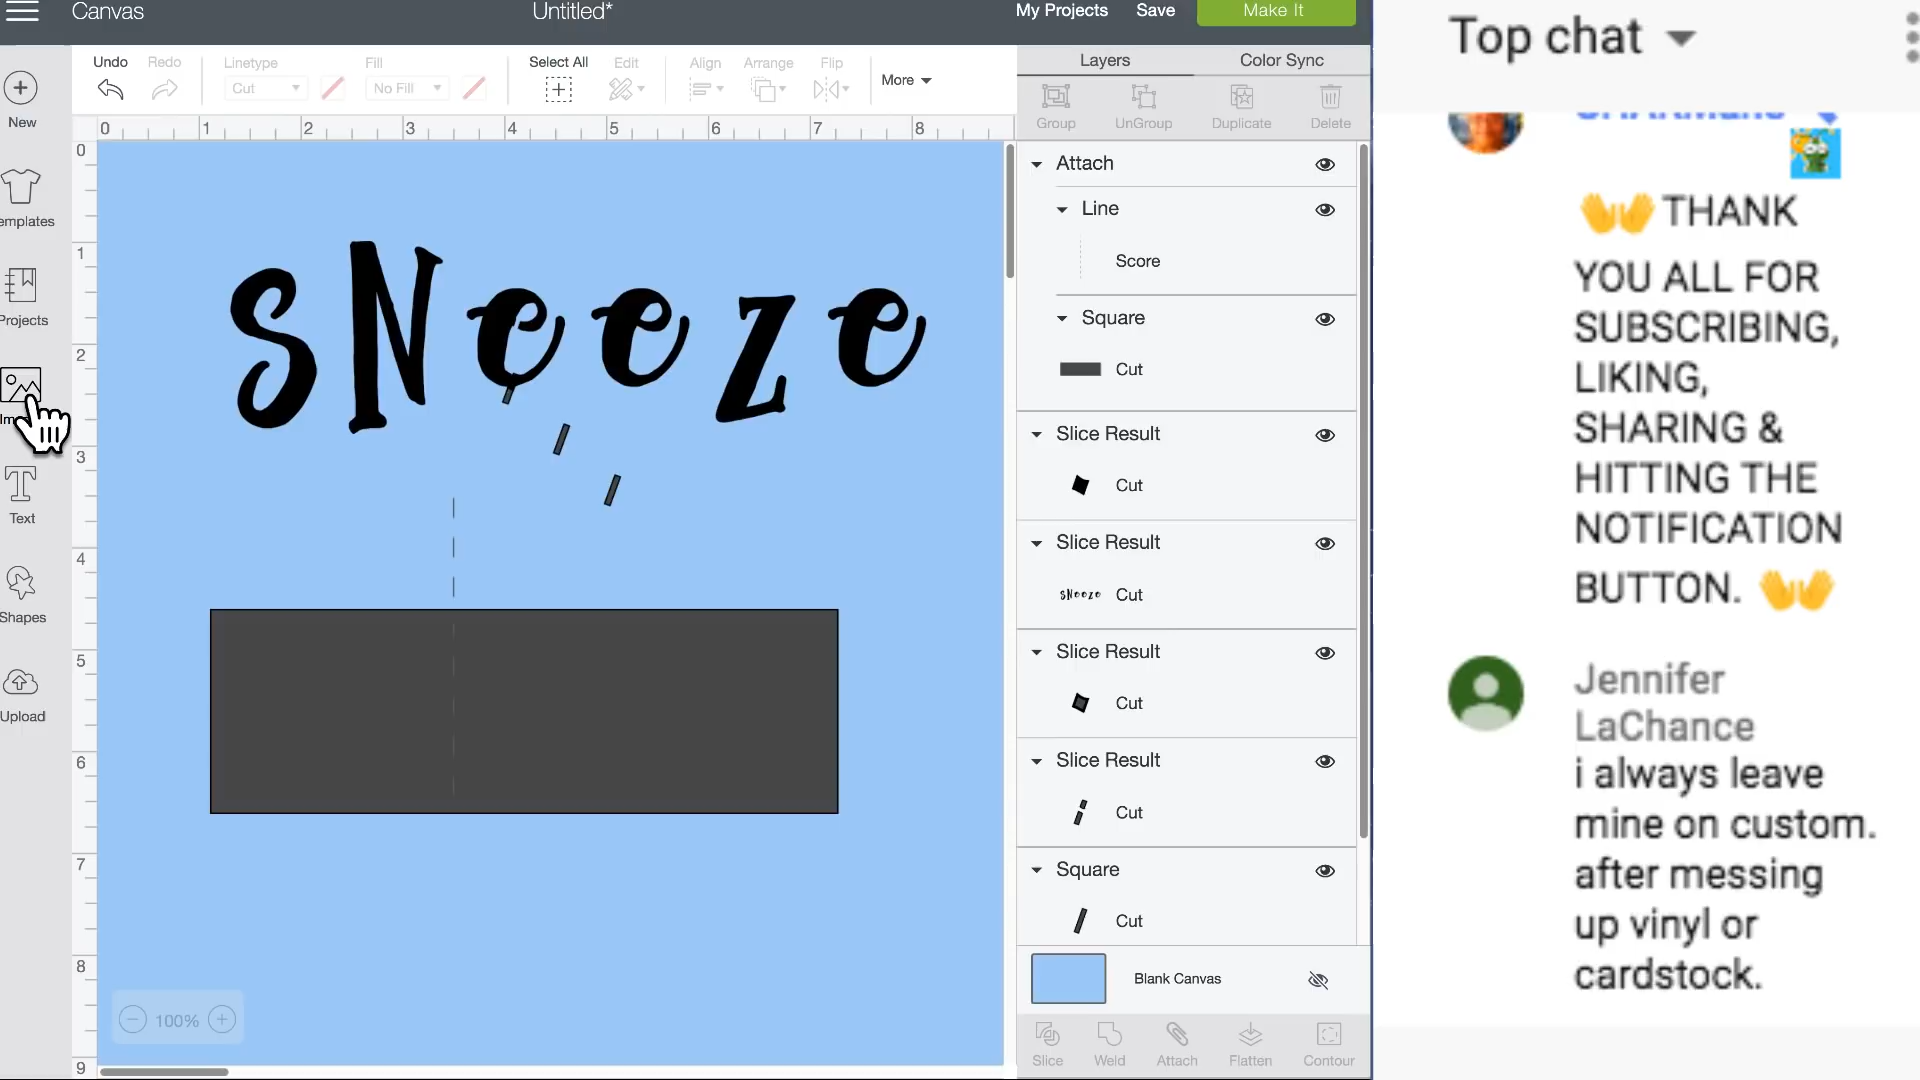 Canvas
Untitled*
My Projects
Save
Make It
Undo
Redo
Linetype
Cut
Fill
No Fill
Select All
Edit
Align
Arrange
Flip
More
Layers
Color Sync
Group
UnGroup
Duplicate
Delete
0 1 2 3 4 5 6 7 8
0
1
2
3
4
5
6
7
8
9
New
emplates
Projects
Im
Text
Shapes
Upload
SNeeze
100%
Attach
Line
Score
Square
Cut
Slice Result
Cut
Slice Result
SNeeze
Cut
Slice Result
Cut
Slice Result
Cut
Square
Cut
Blank Canvas
Slice
Weld
Attach
Flatten
Contour
Top chat
THANK
YOU ALL FOR
SUBSCRIBING,
LIKING,
SHARING &
HITTING THE
NOTIFICATION
BUTTON.
Jennifer
LaChance
i always leave
mine on custom.
after messing
up vinyl or
cardstock.